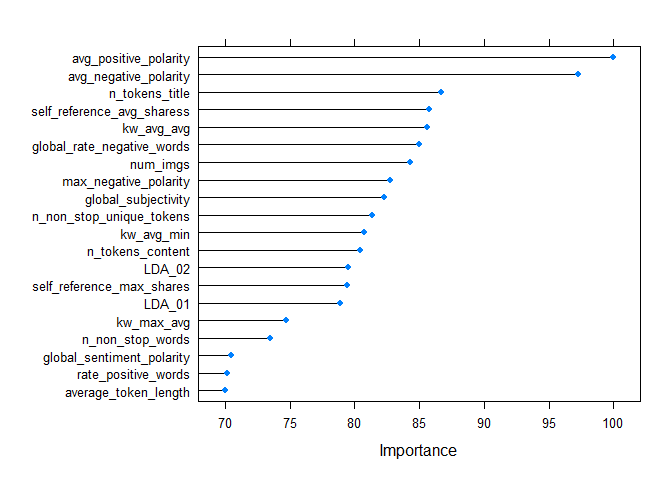 avg_positive_polarity
avg_negative_polarity
n_tokens_title
self_reference_avg_sharess
kw_avg_avg
global_rate_negative_words
num_imgs
max_negative_polarity
global_subjectivity
n_non_stop_unique_tokens
kw_avg_min
n_tokens_content
LDA_02
self_reference_max_shares
LDA_01
kw_max_avg
n_non_stop_words
global_sentiment_polarity
rate_positive_words
average_token_length
70 75 80 85 90 95 100
Importance